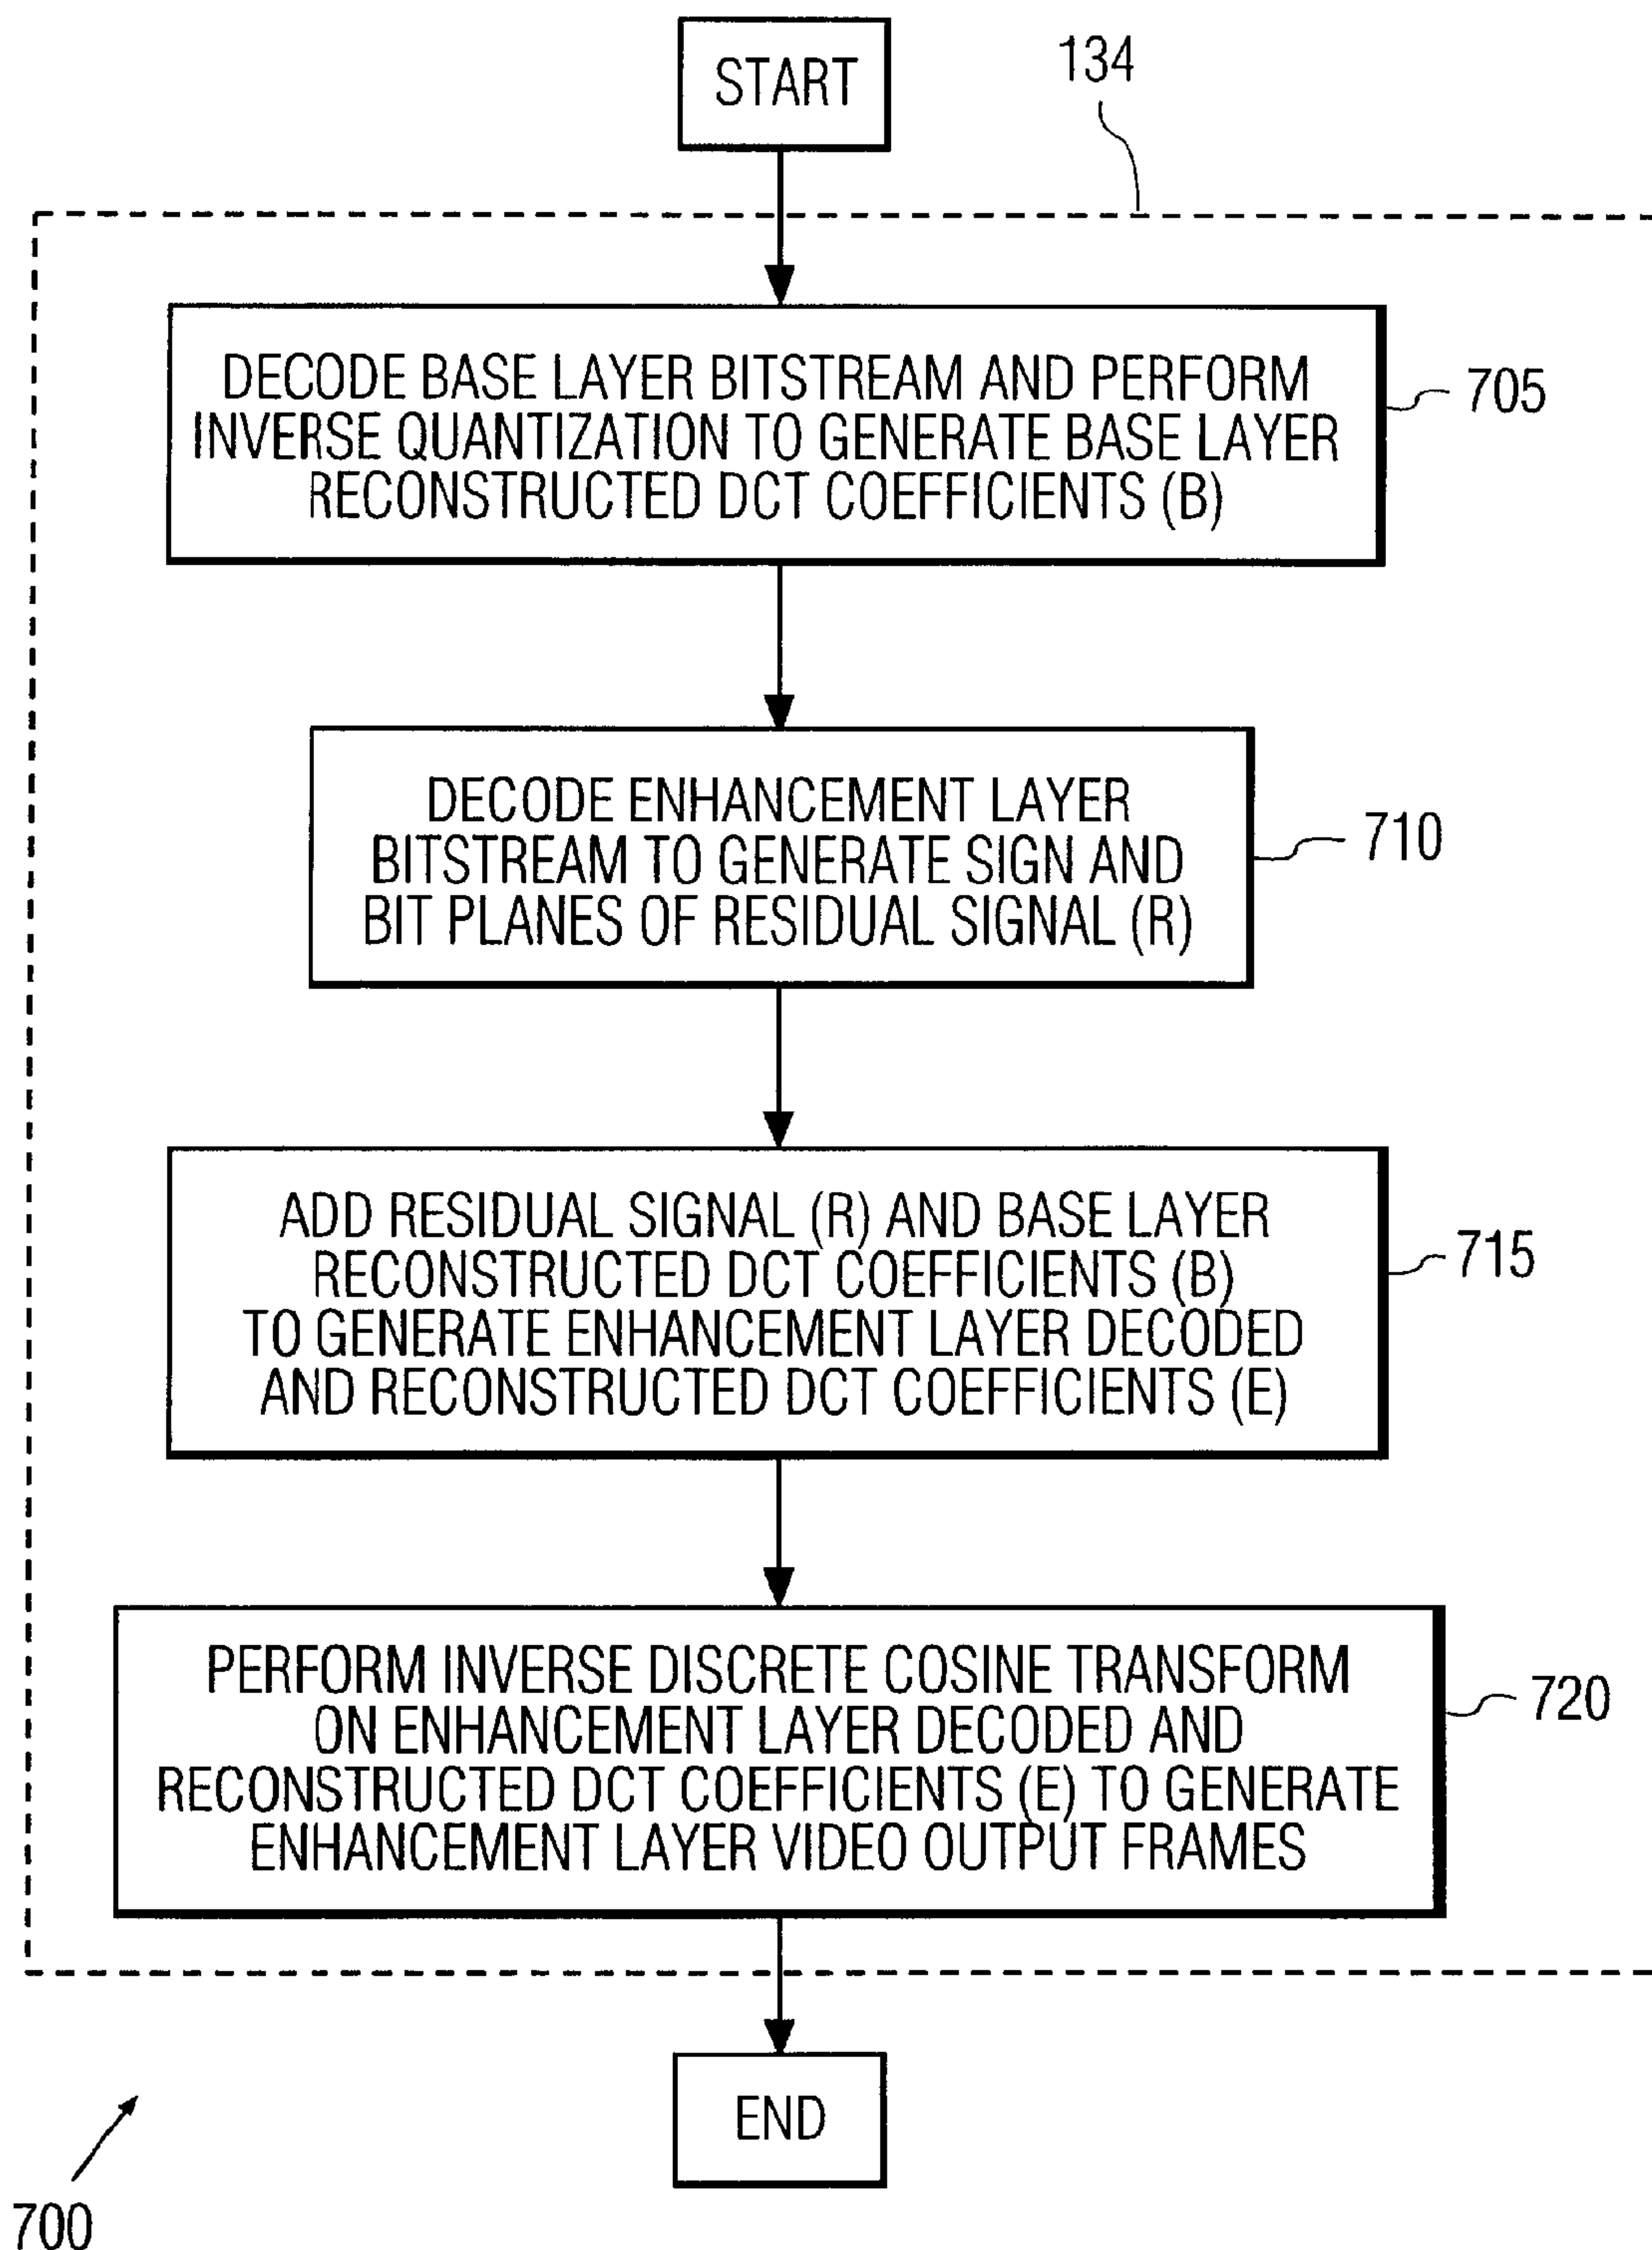 START
134
DECODE BASE LAYER BITSTREAM AND PERFORM
INVERSE QUANTIZATION TO GENERATE BASE LAYER
RECONSTRUCTED DCT COEFFICIENTS (B)
705
DECODE ENHANCEMENT LAYER
BITSTREAM TO GENERATE SIGN AND
BIT PLANES OF RESIDUAL SIGNAL (R)
710
ADD RESIDUAL SIGNAL (R) AND BASE LAYER
RECONSTRUCTED DCT COEFFICIENTS (B)
TO GENERATE ENHANCEMENT LAYER DECODED
AND RECONSTRUCTED DCT COEFFICIENTS (E)
715
PERFORM INVERSE DISCRETE COSINE TRANSFORM
ON ENHANCEMENT LAYER DECODED AND
RECONSTRUCTED DCT COEFFICIENTS (E) TO GENERATE
ENHANCEMENT LAYER VIDEO OUTPUT FRAMES
720
END
700